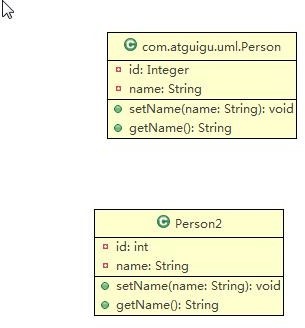 C com.atguigu.uml.Person
id: Integer
name: String
setName(name: String): void
getName(): String
C Person2
id: int
name: String
setName(name: String): void
getName(): String